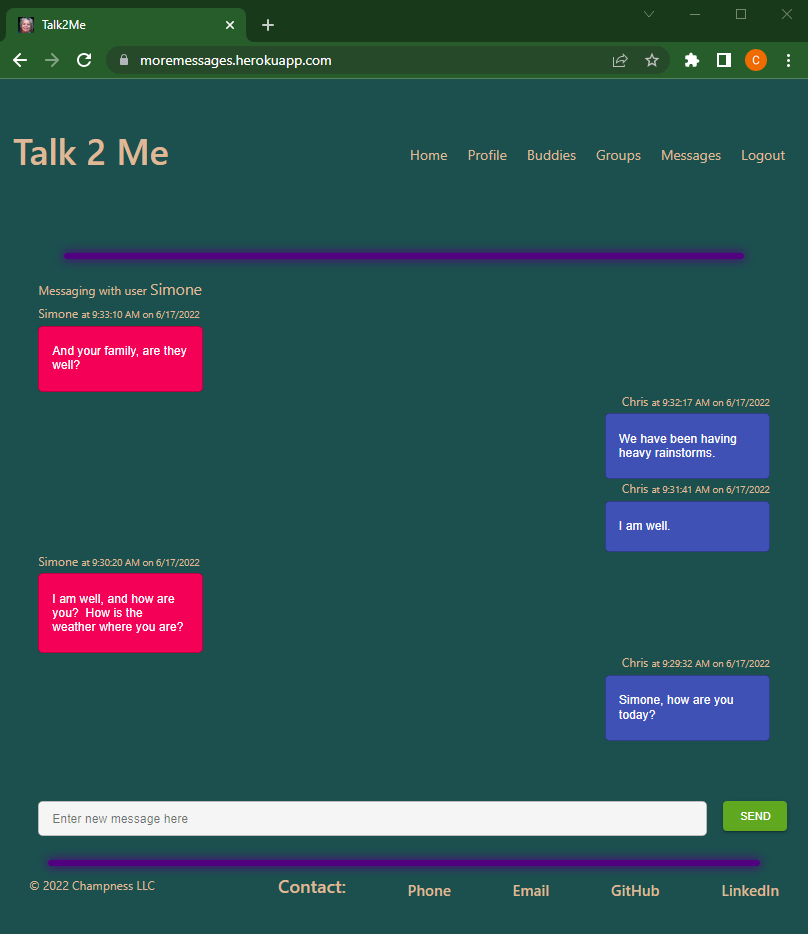 Talk2Me
moremessages.herokuapp.com
C
Talk 2 Me
Home Profile Buddies Groups Messages Logout
Messaging with user Simone
Simone at 9:33:10 AM on 6/17/2022
And your family, are they
well?
Chris at 9:32:17 AM on 6/17/2022
We have been having
heavy rainstorms.
Chris at 9:31:41 AM on 6/17/2022
I am well.
Simone at 9:30:20 AM on 6/17/2022
I am well, and how are
you?  How is the
weather where you are?
Chris at 9:29:32 AM on 6/17/2022
Simone, how are you
today?
Enter new message here
SEND
© 2022 Champness LLC
Contact: Phone Email GitHub LinkedIn